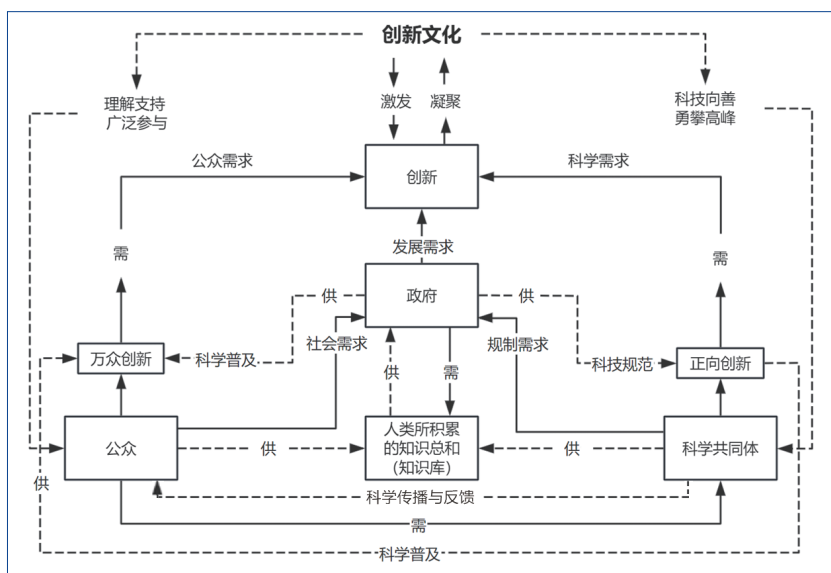 创新文化
理解支持
广泛参与
激发
凝聚
科技向善
勇攀高峰
公众需求
创新
科学需求
需
发展需求
需
供
政府
供
万众创新
科学普及
社会需求
规制需求
科技规范
正向创新
供
需
公众
供
人类所积累
的知识总和
(知识库)
供
科学共同体
供
科学传播与反馈
需
科学普及